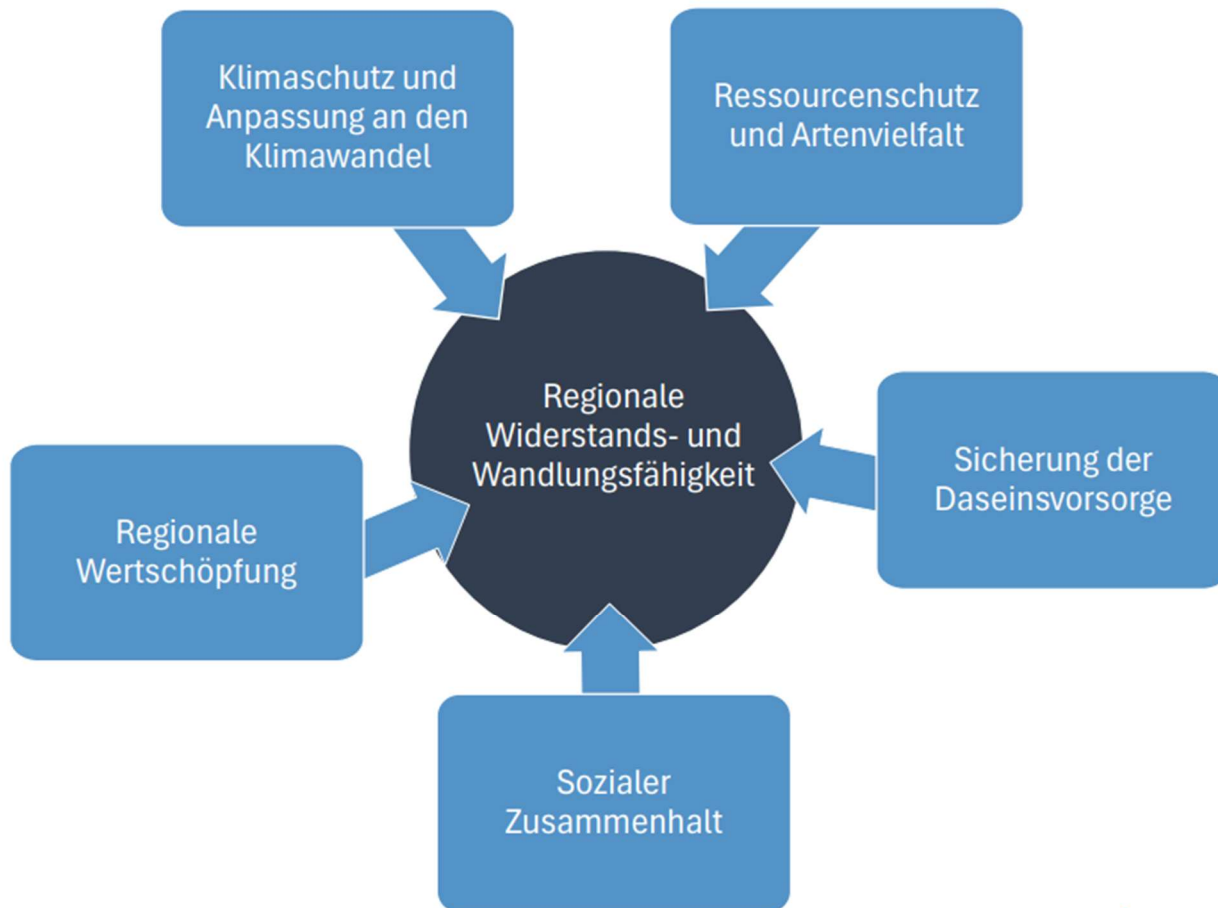 Klimaschutz und
Anpassung an den
Klimawandel
Ressourcenschutz
und Artenvielfalt
Regionale
Widerstands- und
Wandlungsfähigkeit
Sicherung der
Daseinsvorsorge
Regionale
Wertschöpfung
Sozialer
Zusammenhalt